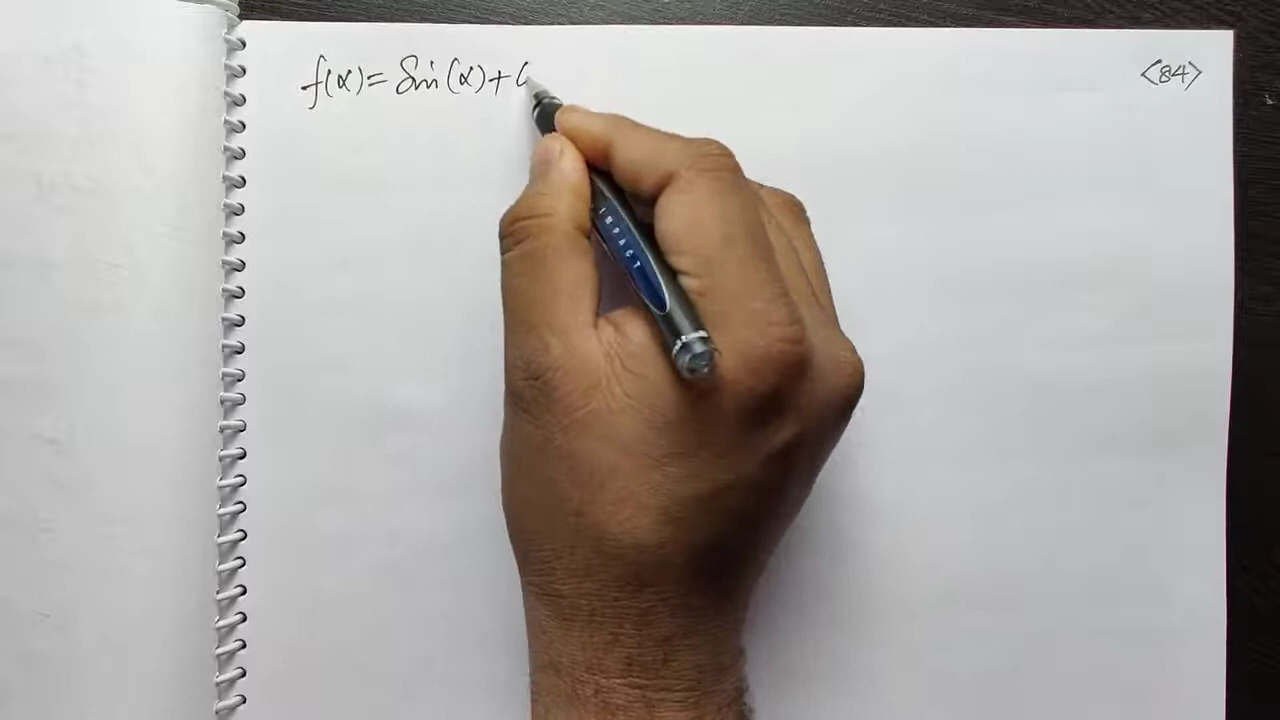 f(α)= Sin(α)+C
<84>
IMPACT